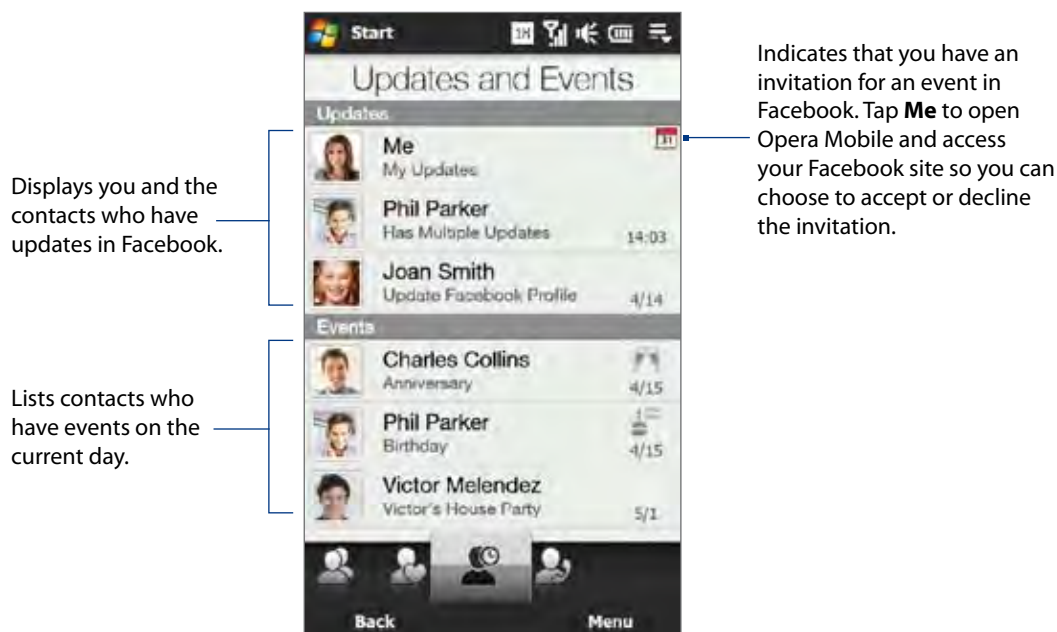 Start
1H
Updates and Events
Updates
Me
31
My Updates
Phil Parker
Has Multiple Updates 14:03
Joan Smith
Update Facebook Profile 4/14
Events
Charles Collins
Anniversary 4/15
Phil Parker
Birthday 4/15
Victor Melendez
Victor's House Party 5/1
Back Menu
Displays you and the
contacts who have
updates in Facebook.
Lists contacts who
have events on the
current day.
Indicates that you have an
invitation for an event in
Facebook. Tap Me to open
Opera Mobile and access
your Facebook site so you can
choose to accept or decline
the invitation.